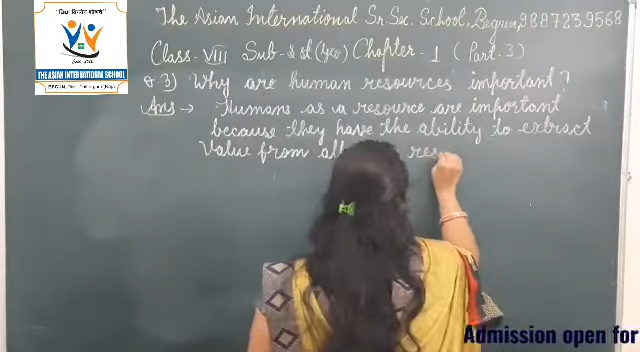 The Asian International Sr. Sec. School, Begun, 9887239568
Class-VIII Sub-S.St (Geo) Chapter-1 (Part-3)
Q.3) Why are human resources important?
Ans → Humans as a resource are important
because they have the ability to extract
value from all res
THE ASIAN INTERNATIONAL SCHOOL
Admission open for